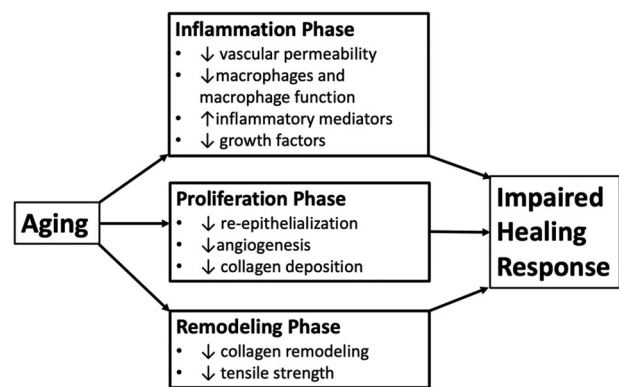 Inflammation Phase
• ↓ vascular permeability
• ↓macrophages and
macrophage function
• ↑inflammatory mediators
• ↓ growth factors
Aging
Proliferation Phase
• ↓ re-epithelialization
• ↓angiogenesis
• ↓ collagen deposition
Impaired
Healing
Response
Remodeling Phase
• ↓ collagen remodeling
• ↓ tensile strength